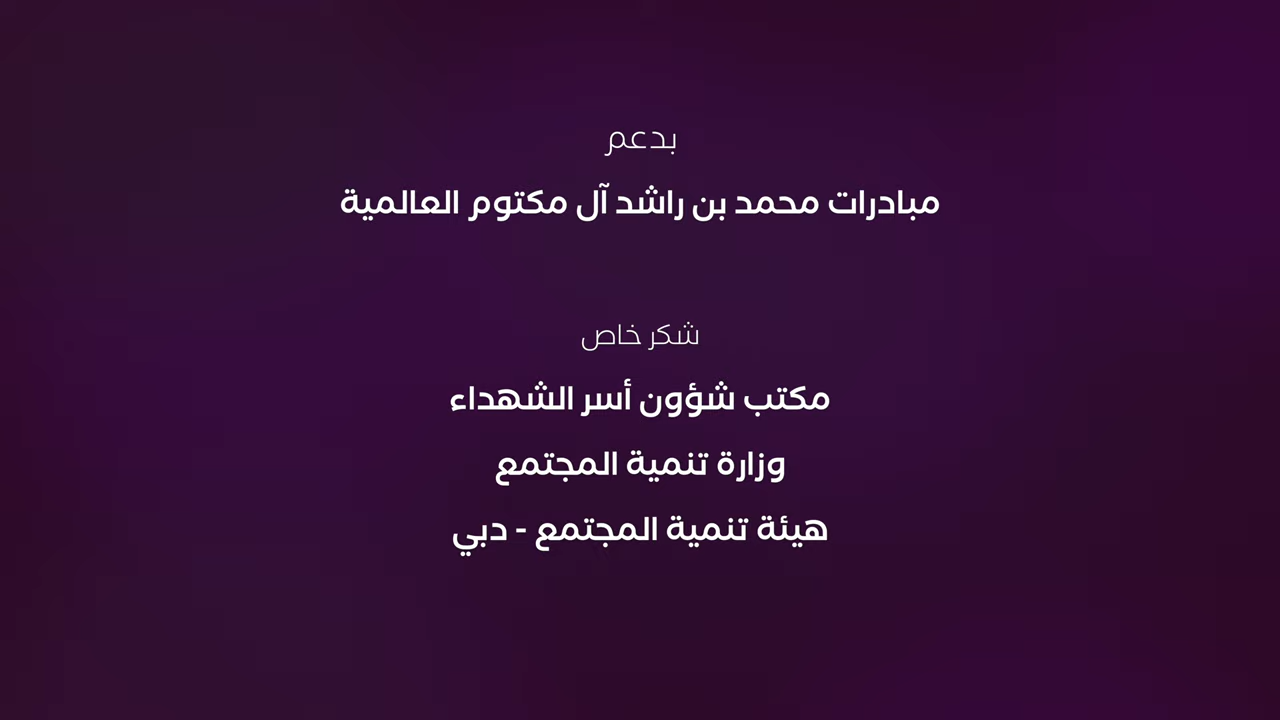 بدعم
مبادرات محمد بن راشد آل مكتوم العالمية
شكر خاص
مكتب شؤون أسر الشهداء
وزارة تنمية المجتمع
هيئة تنمية المجتمع - دبي